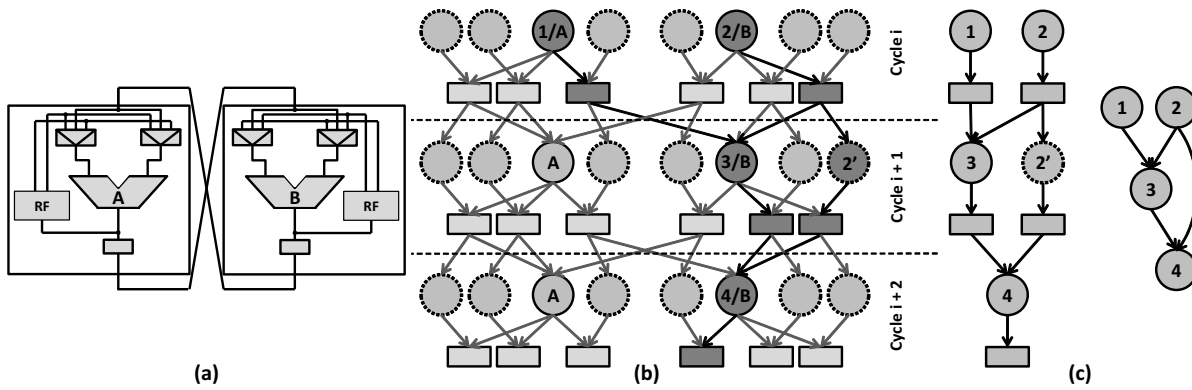 RF
A
B
RF
(a)
1/A
2/B
Cycle i
A
3/B
2'
Cycle i + 1
A
4/B
Cycle i + 2
(b)
1
2
3
2'
4
1
2
3
4
(c)